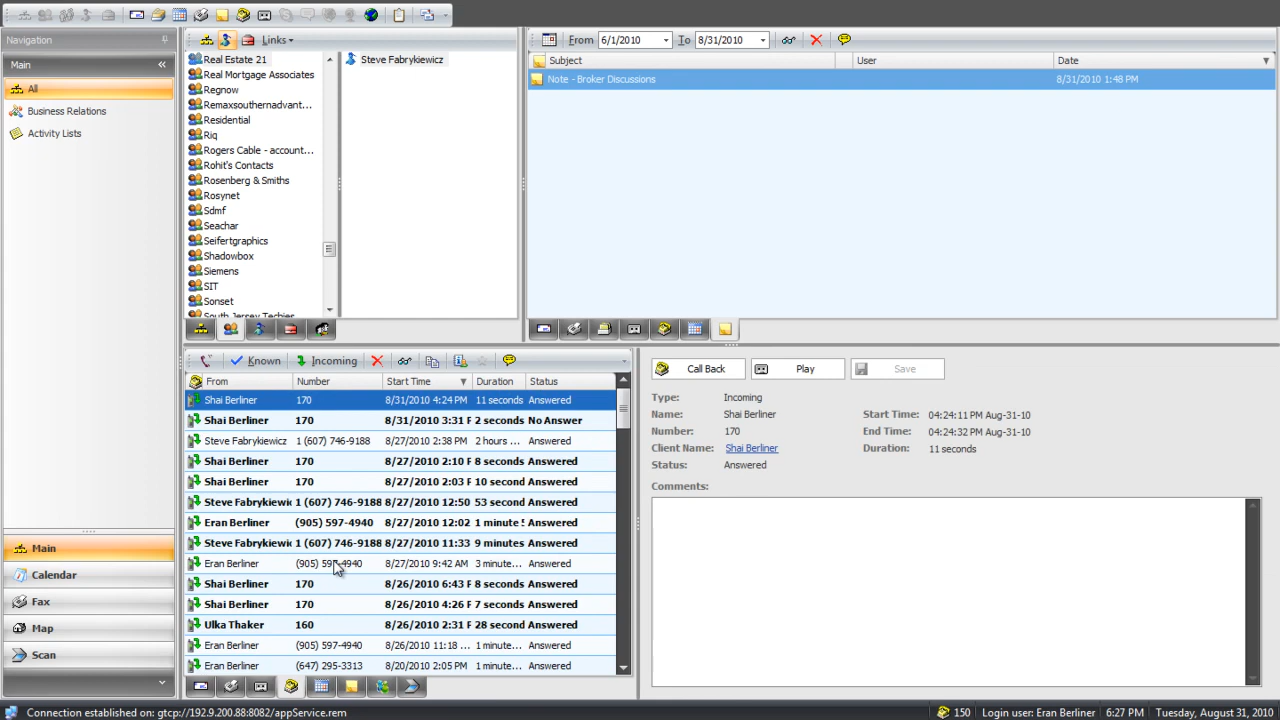 Navigation
Main
All
Business Relations
Activity Lists
Main
Calendar
Fax
Map
Scan
Links
Real Estate 21
Real Mortgage Associates
Regnow
Remaxsouthernadvant...
Residential
Riq
Rogers Cable - account...
Rohit's Contacts
Rosenberg & Smiths
Rosynet
Sdmf
Seachar
Seifertgraphics
Shadowbox
Siemens
SIT
Sonset
South Jersey Techies
Steve Fabrykiewicz
From 6/1/2010 To 8/31/2010
Subject User Date
Note - Broker Discussions 8/31/2010 1:48 PM
Known Incoming
From Number Start Time Duration Status
Shai Berliner 170 8/31/2010 4:24 PM 11 seconds Answered
Shai Berliner 170 8/31/2010 3:31 P 2 seconds No Answer
Steve Fabrykiewicz 1 (607) 746-9188 8/27/2010 2:38 PM 2 hours ... Answered
Shai Berliner 170 8/27/2010 2:10 P 8 seconds Answered
Shai Berliner 170 8/27/2010 2:03 P 10 second Answered
Steve Fabrykiewic 1 (607) 746-9188 8/27/2010 12:50 53 second Answered
Eran Berliner (905) 597-4940 8/27/2010 12:02 1 minute Answered
Steve Fabrykiewic 1 (607) 746-9188 8/27/2010 11:33 9 minutes Answered
Eran Berliner (905) 597-4940 8/27/2010 9:42 AM 3 minute... Answered
Shai Berliner 170 8/26/2010 6:43 P 8 seconds Answered
Shai Berliner 170 8/26/2010 4:26 P 7 seconds Answered
Ulka Thaker 160 8/26/2010 2:31 P 28 second Answered
Eran Berliner (905) 597-4940 8/26/2010 11:18 ... 1 minute... Answered
Eran Berliner (647) 295-3313 8/20/2010 2:05 PM 1 minute... Answered
Call Back Play Save
Type: Incoming
Name: Shai Berliner Start Time: 04:24:11 PM Aug-31-10
Number: 170 End Time: 04:24:32 PM Aug-31-10
Client Name: Shai Berliner Duration: 11 seconds
Status: Answered
Comments:
Connection established on: gtcp://192.9.200.88:8082/appService.rem 150 Login user: Eran Berliner 6:27 PM Tuesday, August 31, 2010